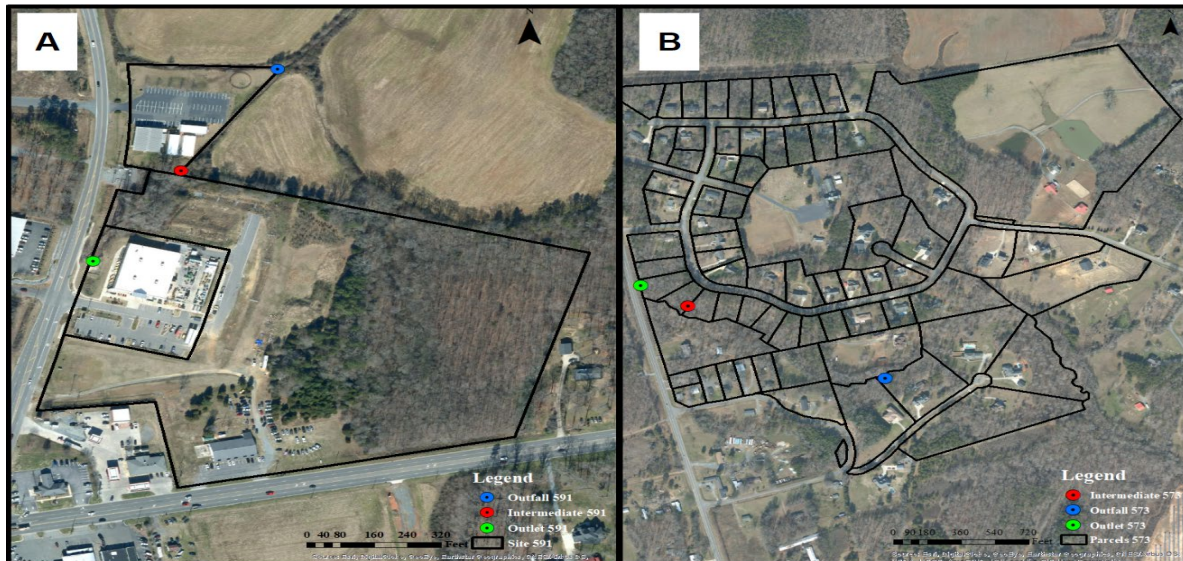 A
B
Legend
Outfall 591
Intermediate 591
Outlet 591
Site 591
0 40 80 160 240 320
Feet
Legend
Intermediate 573
Outfall 573
Outlet 573
Parcels 573
0 90 180 360 540 720
Feet